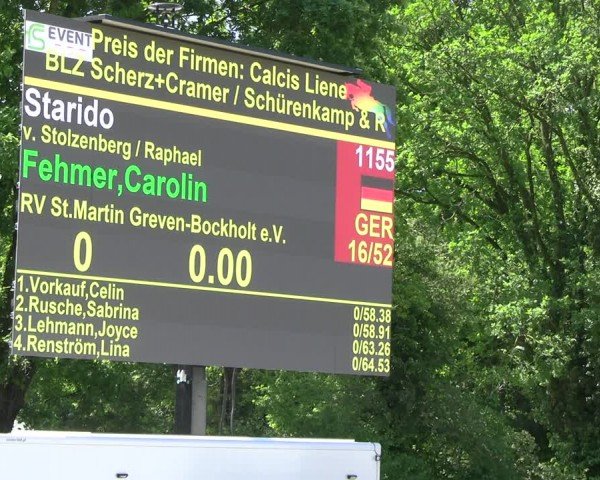 EVENT
Preis der Firmen: Calcis Liene
BLZ Scherz+Cramer / Schürenkamp & R
Starido
1155
v. Stolzenberg / Raphael
Fehmer,Carolin
GER
RV St.Martin Greven-Bockholt e.V.
16/52
0 0.00
1.Vorkauf,Celin 0/58.38
2.Rusche,Sabrina 0/58.91
3.Lehmann,Joyce 0/63.26
4.Renström,Lina 0/64.53